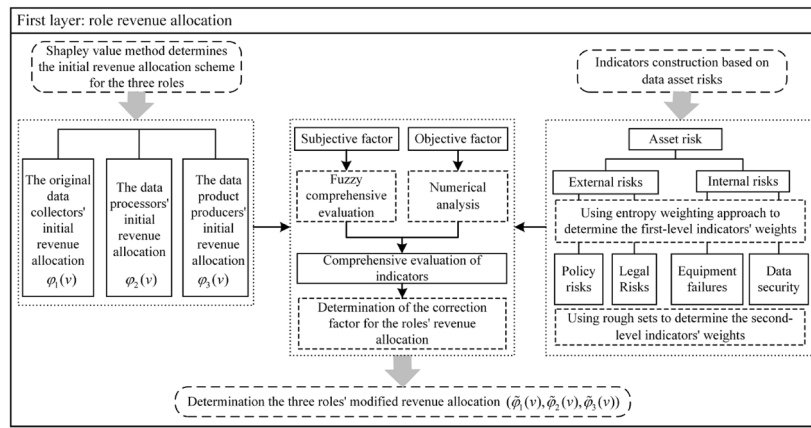 First layer: role revenue allocation
Shapley value method determines
the initial revenue allocation scheme
for the three roles
Indicators construction based on
data asset risks
The original
data
collectors'
initial
revenue
allocation
φ₁(v)
The data
processors'
initial
revenue
allocation
φ₂(v)
The data
product
producers'
initial
revenue
allocation
φ₃(v)
Subjective factor
Objective factor
Fuzzy
comprehensive
evaluation
Numerical
analysis
Comprehensive evaluation of
indicators
Determination of the correction
factor for the roles' revenue
allocation
Asset risk
External risks
Internal risks
Using entropy weighting approach to
determine the first-level indicators' weights
Policy
risks
Legal
Risks
Equipment
failures
Data
security
Using rough sets to determine the second-
level indicators' weights
Determination the three roles' modified revenue allocation (φ̃₁(v),φ̃₂(v),φ̃₃(v))